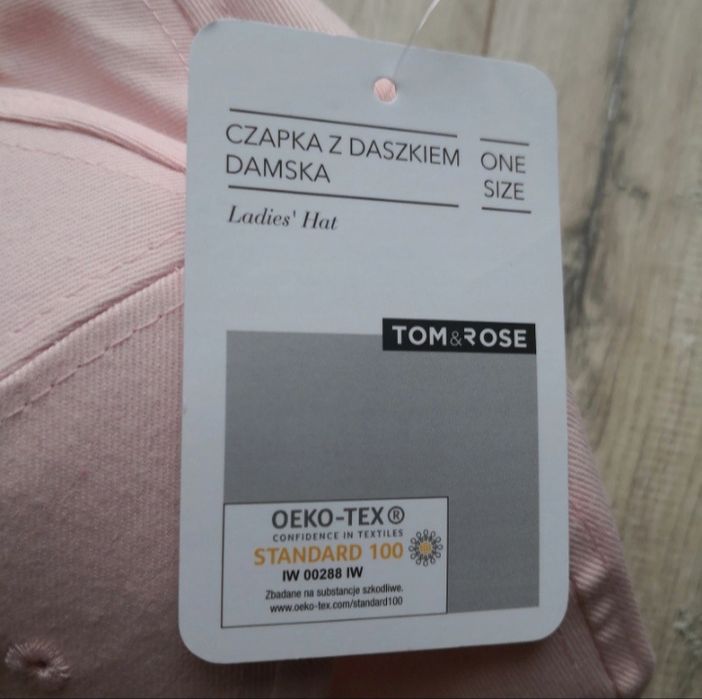 CZAPKA Z DASZKIEM
DAMSKA
ONE
SIZE
Ladies' Hat
TOM&ROSE
OEKO-TEX®
CONFIDENCE IN TEXTILES
STANDARD 100
IW 00288 IW
Zbadane na substancje szkodliwe.
www.oeko-tex.com/standard100